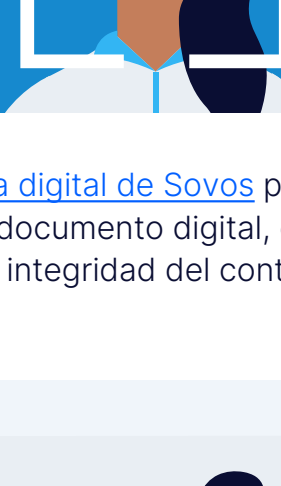 a digital de Sovos p
documento digital,
integridad del cont